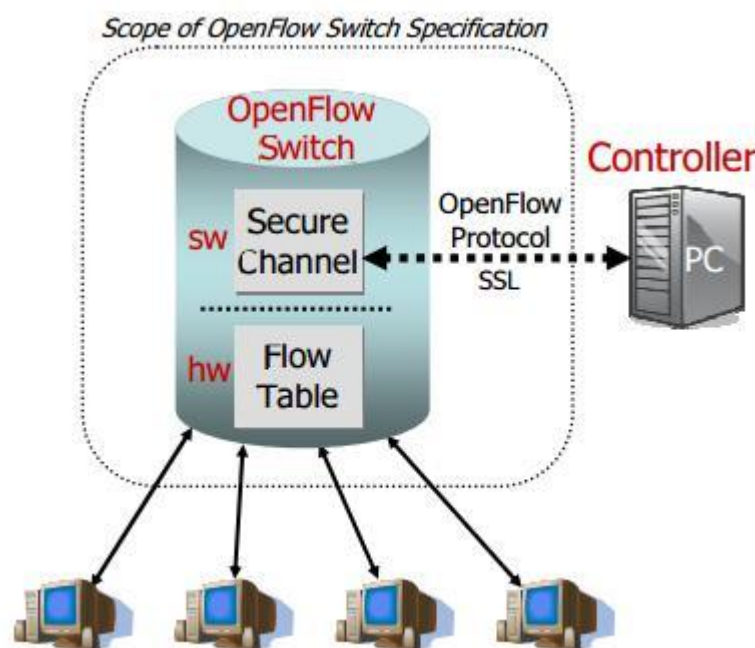 Scope of OpenFlow Switch Specification
OpenFlow
Switch
Controller
sw
Secure
Channel
OpenFlow
Protocol
SSL
PC
hw
Flow
Table